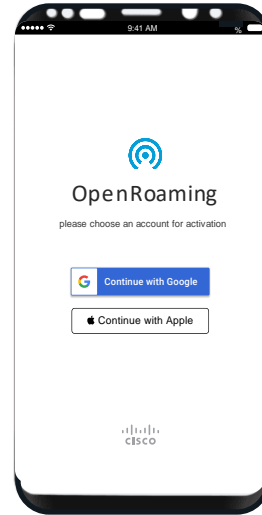 9:41 AM %
OpenRoaming
please choose an account for activation
G Continue with Google
Continue with Apple
CISCO